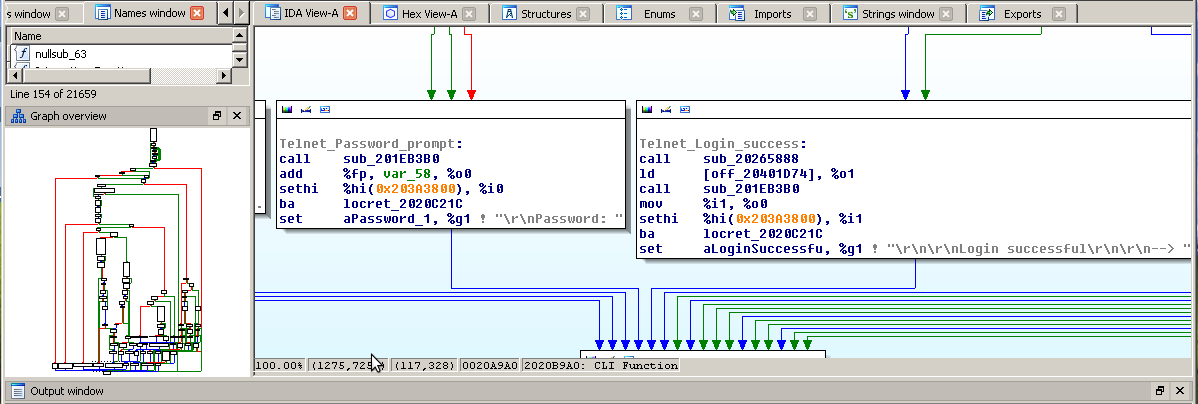 s window
Names window
IDA View-A
Hex View-A
Structures
Enums
Imports
Strings window
Exports
Name
nullsub_63
Line 154 of 21659
Graph overview
Telnet_Password_prompt:
call sub_201EB3B0
add %fp, var_58, %o0
sethi %hi(0x203A3800), %i0
ba locret_2020C21C
set aPassword_1, %g1 ! "\r\nPassword: "
Telnet_Login_success:
call sub_20265888
ld [off_20401D74], %o1
call sub_201EB3B0
mov %i1, %o0
sethi %hi(0x203A3800), %i1
ba locret_2020C21C
set aLoginSuccessfu, %g1 ! "\r\n\r\nLogin successful\r\n\r\n--> "
100.00% (1275,725) (117,328) 0020A9A0 2020B9A0: CLI Function
Output window